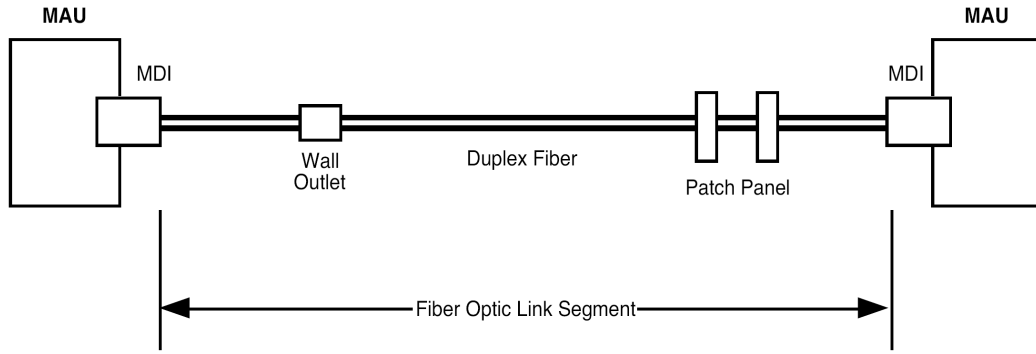 MAU
MAU
MDI
MDI
Wall
Outlet
Duplex Fiber
Patch Panel
Fiber Optic Link Segment